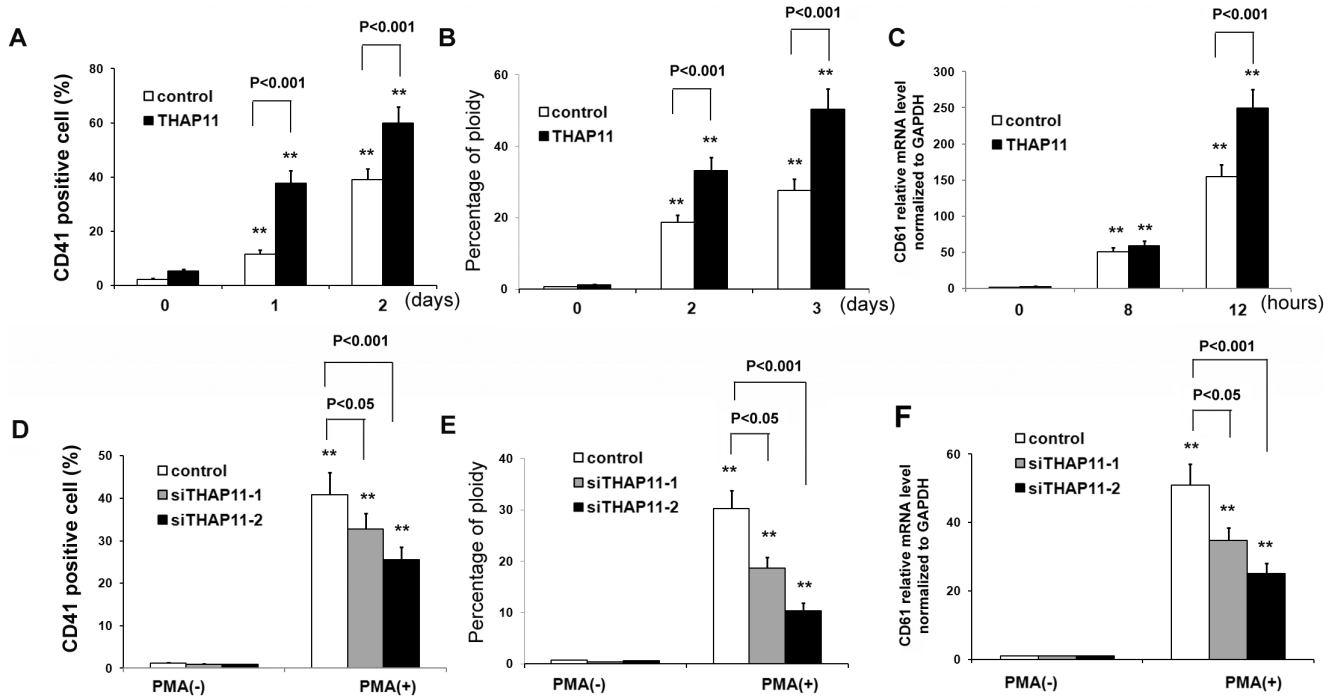 A
P<0.001
P<0.001
CD41 positive cell (%)
80
60
40
20
0
control
THAP11
**
**
**
**
0
1
2
(days)
B
P<0.001
P<0.001
Percentage of ploidy
60
40
20
0
control
THAP11
**
**
**
**
0
2
3
(days)
C
P<0.001
CD61 relative mRNA level
normalized to GAPDH
300
250
200
150
100
50
0
control
THAP11
**
**
**
**
0
8
12
(hours)
D
P<0.001
P<0.05
CD41 positive cell (%)
50
40
30
20
10
0
control
siTHAP11-1
siTHAP11-2
**
**
**
PMA(-)
PMA(+)
E
P<0.001
P<0.05
Percentage of ploidy
40
30
20
10
0
control
siTHAP11-1
siTHAP11-2
**
**
**
PMA(-)
PMA(+)
F
P<0.001
P<0.05
CD61 relative mRNA level
normalized to GAPDH
60
40
20
0
control
siTHAP11-1
siTHAP11-2
**
**
**
PMA(-)
PMA(+)